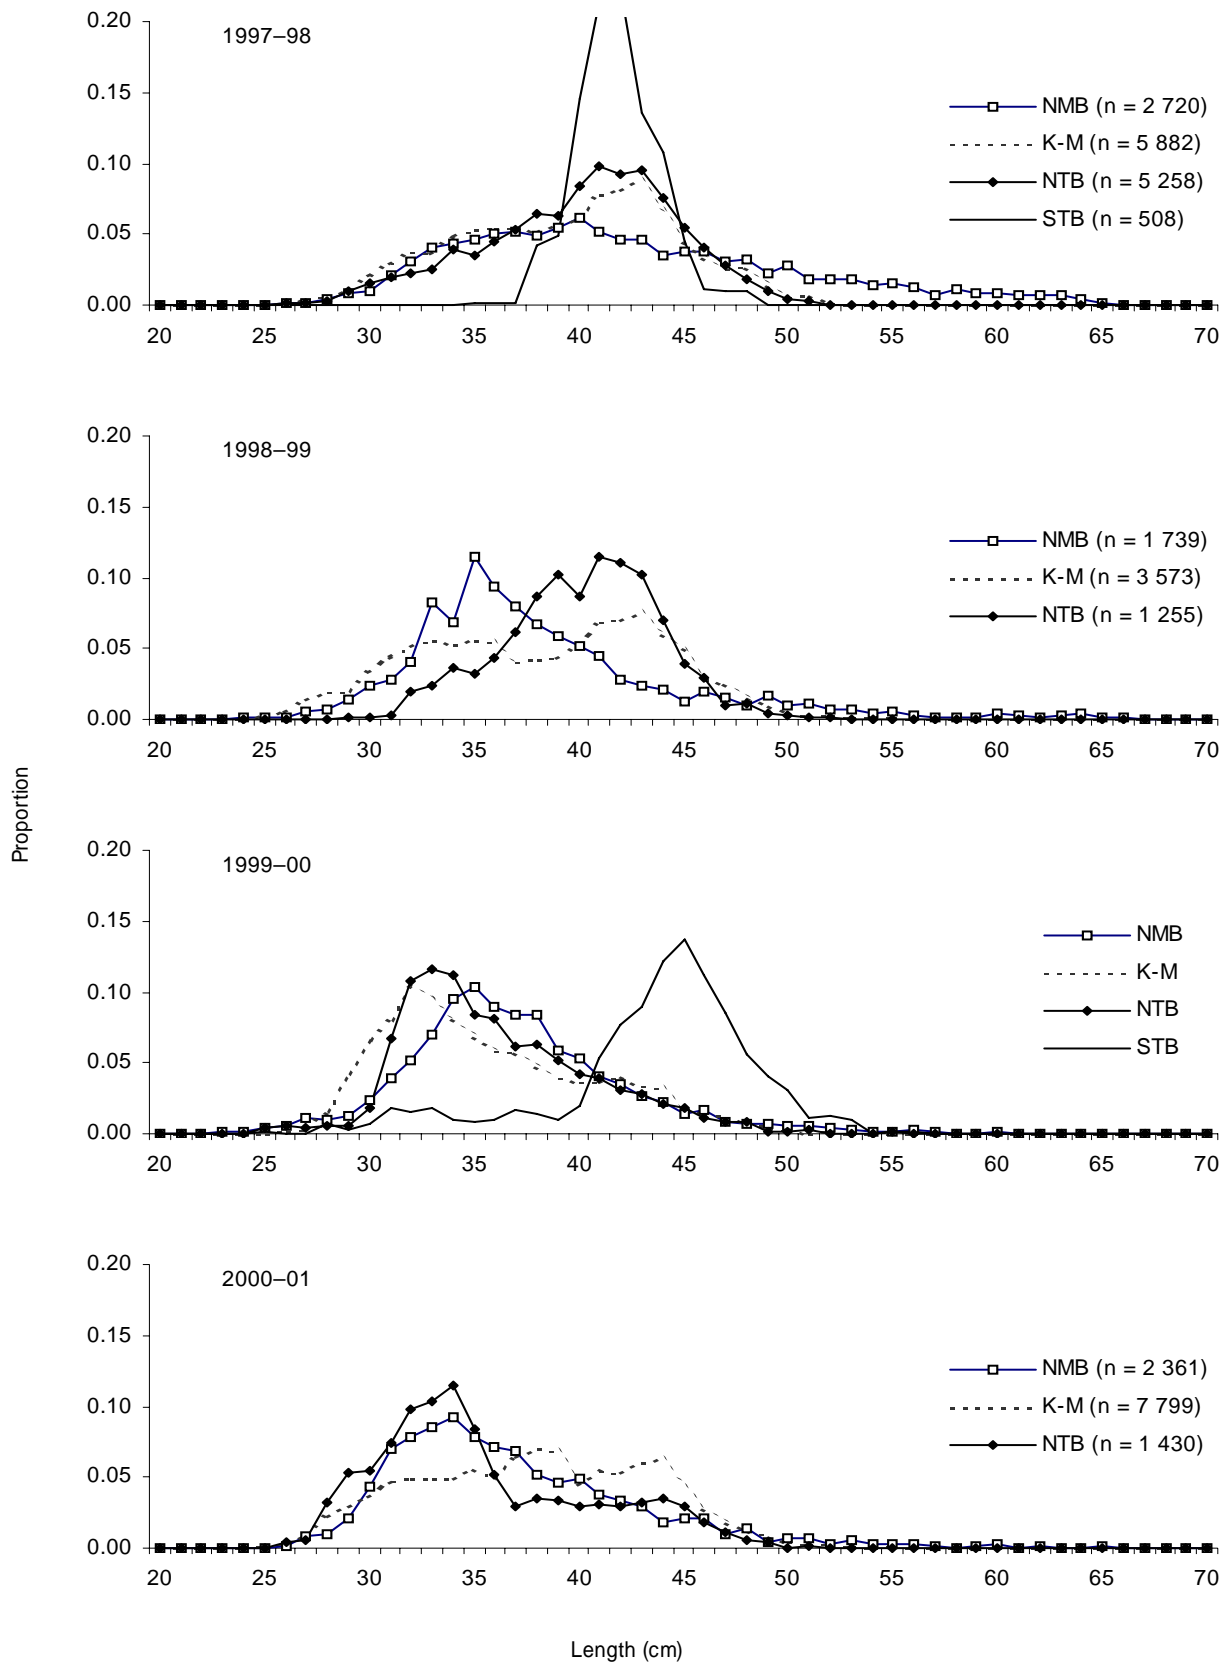 Proportion
1997–98
0.20
0.15
0.10
0.05
0.00
20 25 30 35 40 45 50 55 60 65 70
NMB (n = 2 720)
K-M (n = 5 882)
NTB (n = 5 258)
STB (n = 508)
1998–99
0.20
0.15
0.10
0.05
0.00
20 25 30 35 40 45 50 55 60 65 70
NMB (n = 1 739)
K-M (n = 3 573)
NTB (n = 1 255)
1999–00
0.20
0.15
0.10
0.05
0.00
20 25 30 35 40 45 50 55 60 65 70
NMB
K-M
NTB
STB
2000–01
0.20
0.15
0.10
0.05
0.00
20 25 30 35 40 45 50 55 60 65 70
NMB (n = 2 361)
K-M (n = 7 799)
NTB (n = 1 430)
Length (cm)